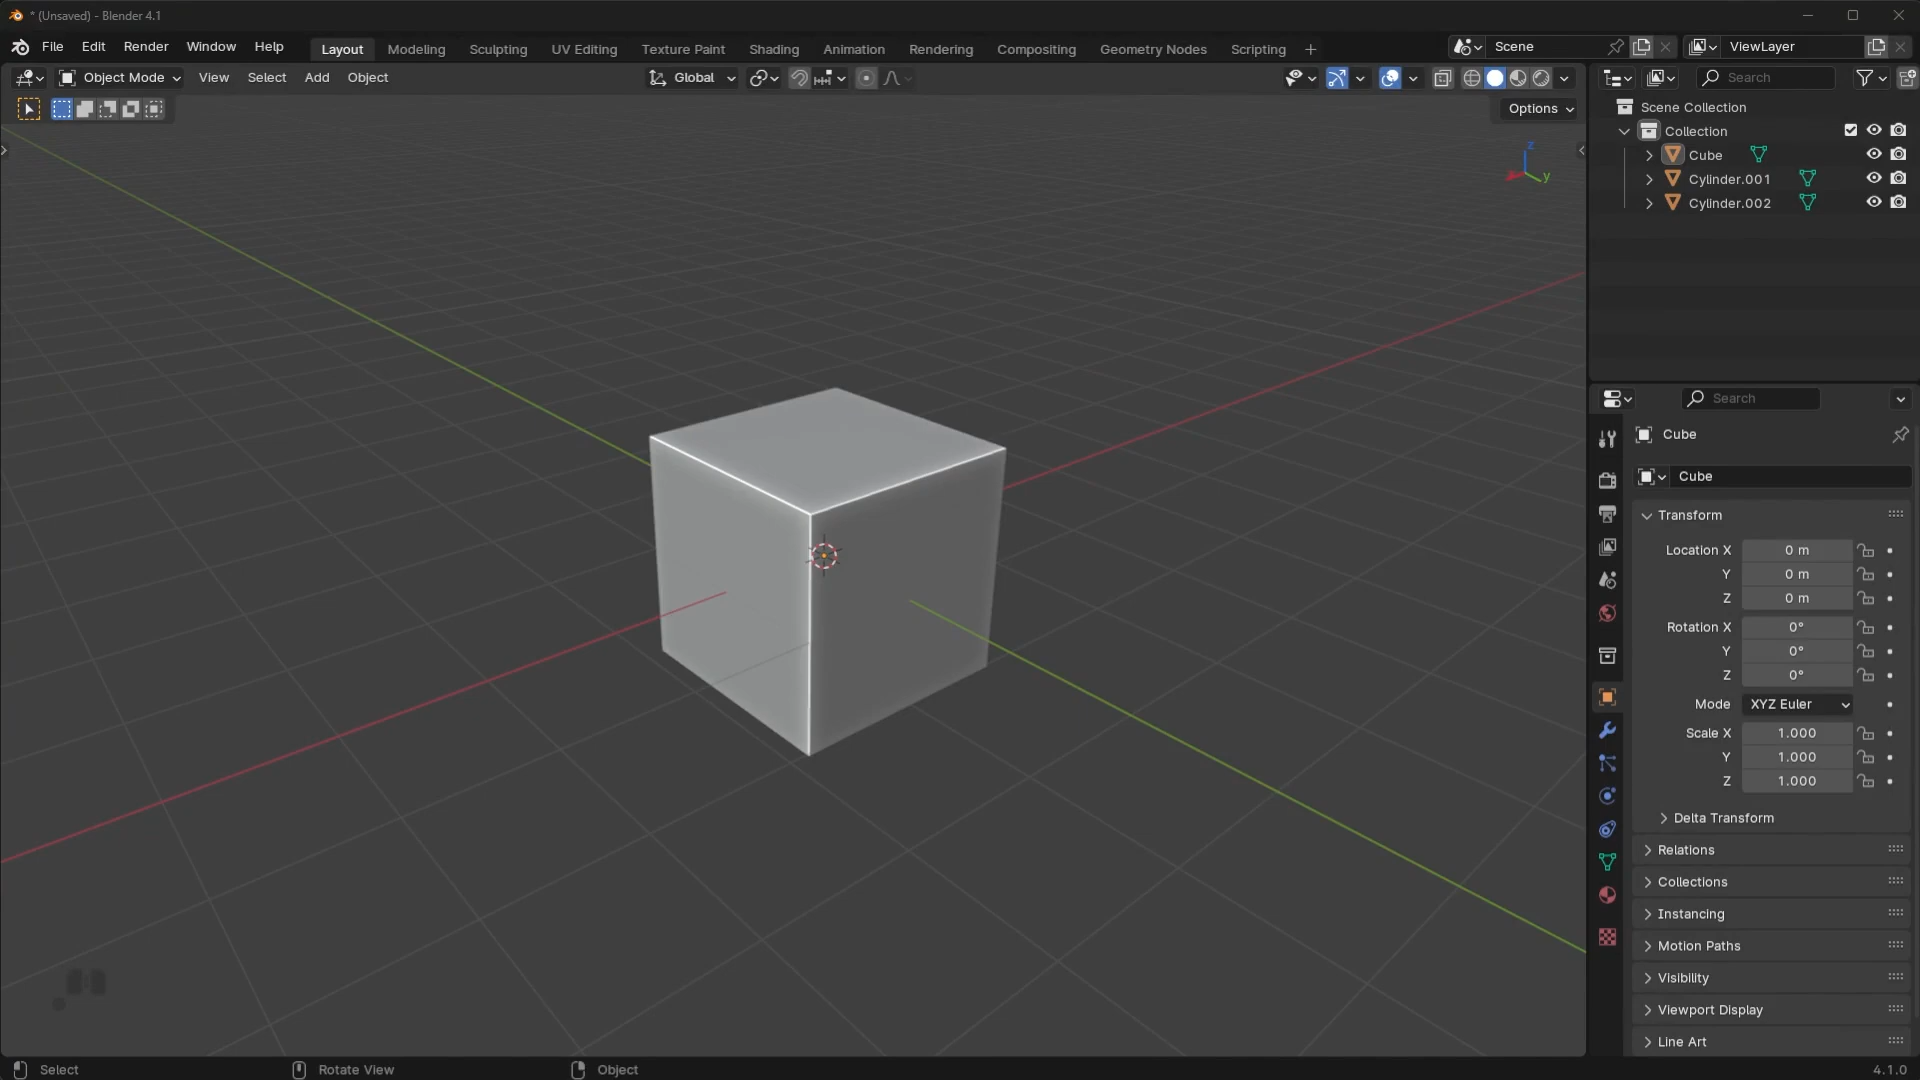 * (Unsaved) - Blender 4.1
File Edit Render Window Help Layout Modeling Sculpting UV Editing Texture Paint Shading Animation Rendering Compositing Geometry Nodes Scripting + Scene ViewLayer
Object Mode View Select Add Object Global Search
Options
Scene Collection
Collection
Cube
Cylinder.001
Cylinder.002
z
y
Search
Cube
Cube
Transform
Location X 0 m
Y 0 m
Z 0 m
Rotation X 0°
Y 0°
Z 0°
Mode XYZ Euler
Scale X 1.000
Y 1.000
Z 1.000
Delta Transform
Relations
Collections
Instancing
Motion Paths
Visibility
Viewport Display
Line Art
Select Rotate View Object 4.1.0